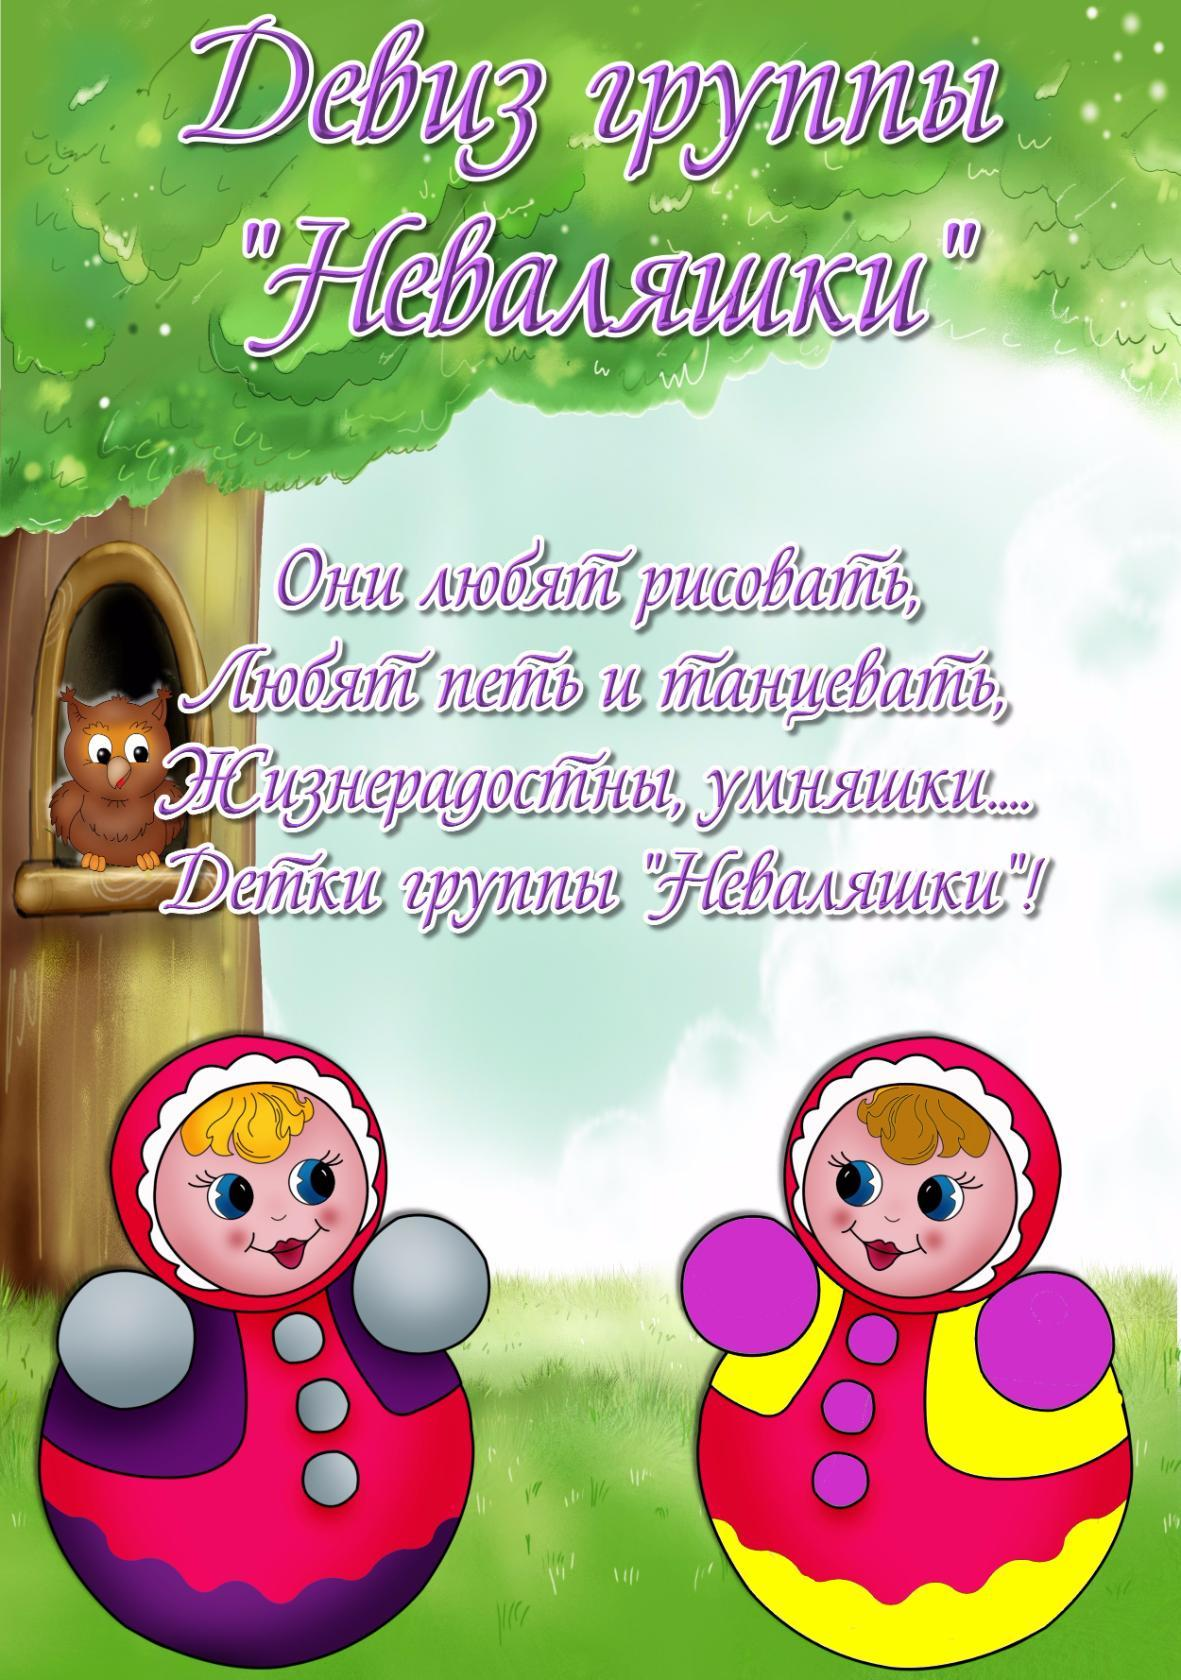 Девиз группы
"Неваляшки"
Они любят рисовать,
Любят петь и танцевать,
Жизнерадостны, умняшки....
Детки группы "Неваляшки"!